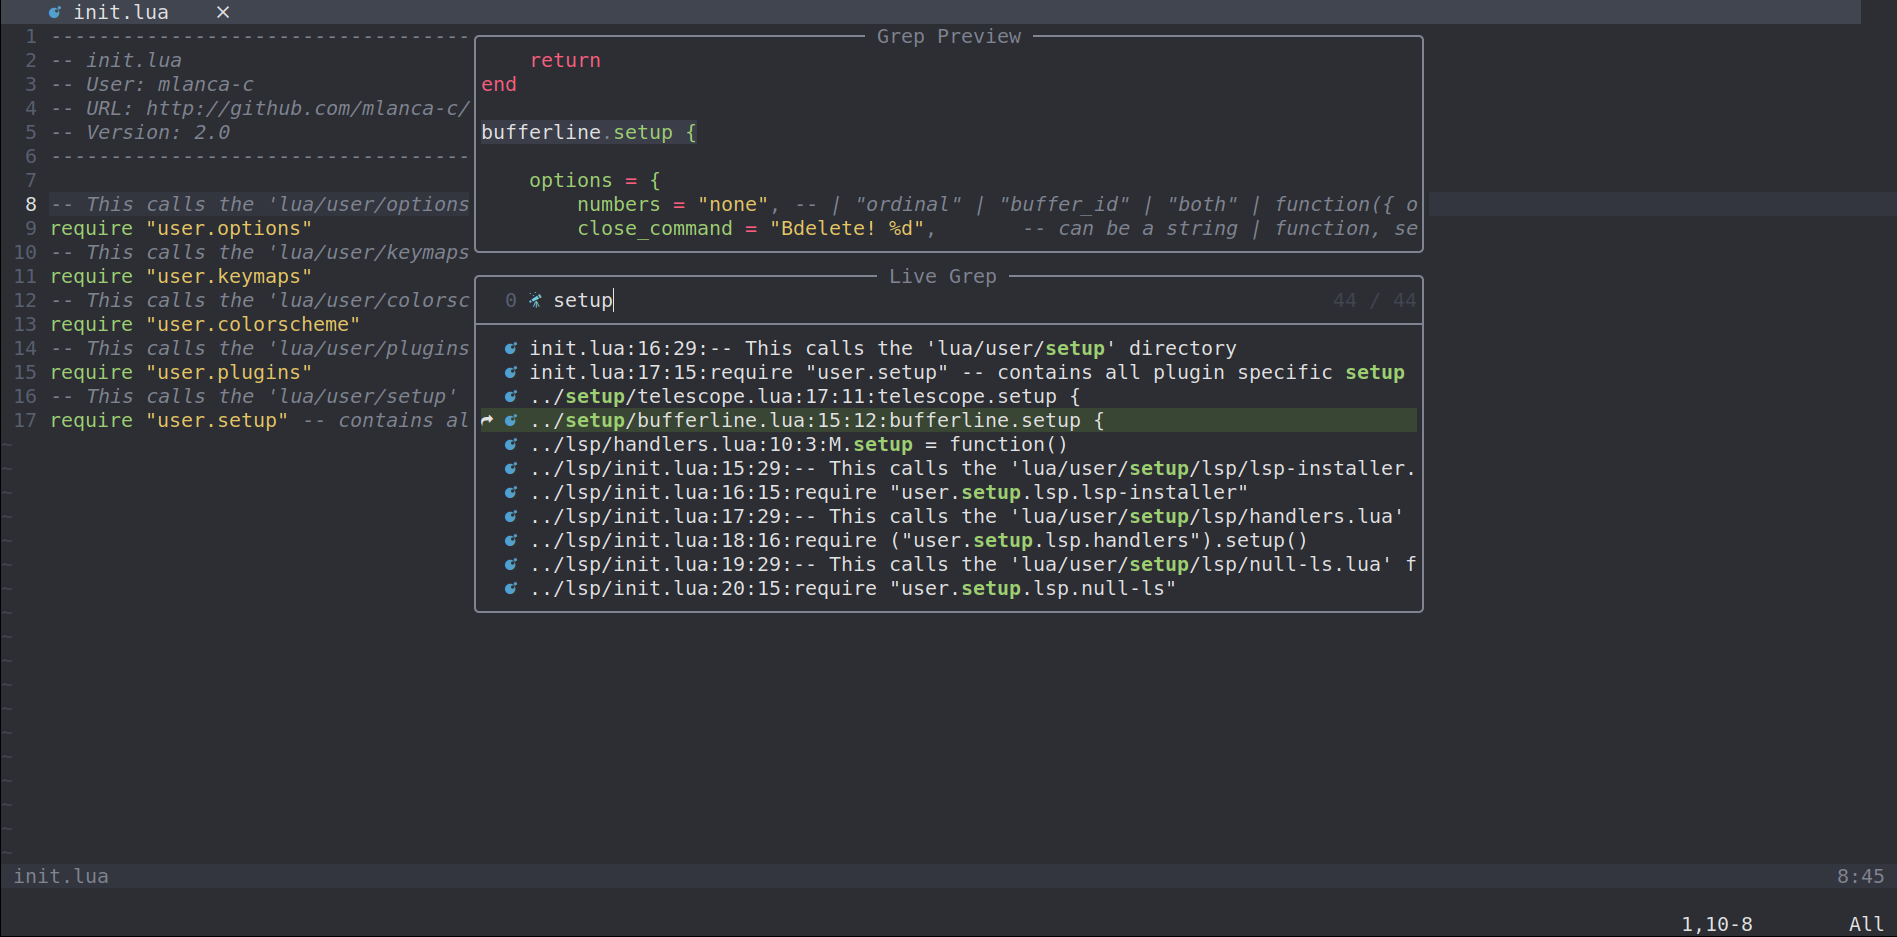 init.lua ×
1 -----------------------------------
2 -- init.lua
3 -- User: mlanca-c
4 -- URL: http://github.com/mlanca-c/
5 -- Version: 2.0
6 -----------------------------------
7
8 -- This calls the 'lua/user/options
9 require "user.options"
10 -- This calls the 'lua/user/keymaps
11 require "user.keymaps"
12 -- This calls the 'lua/user/colorsc
13 require "user.colorscheme"
14 -- This calls the 'lua/user/plugins
15 require "user.plugins"
16 -- This calls the 'lua/user/setup'
17 require "user.setup" -- contains al
Grep Preview
return
end
bufferline.setup {
options = {
numbers = "none", -- | "ordinal" | "buffer_id" | "both" | function({ o
close_command = "Bdelete! %d", -- can be a string | function, se
Live Grep
0 setup 44 / 44
init.lua:16:29:-- This calls the 'lua/user/setup' directory
init.lua:17:15:require "user.setup" -- contains all plugin specific setup
../setup/telescope.lua:17:11:telescope.setup {
../setup/bufferline.lua:15:12:bufferline.setup {
../lsp/handlers.lua:10:3:M.setup = function()
../lsp/init.lua:15:29:-- This calls the 'lua/user/setup/lsp/lsp-installer.
../lsp/init.lua:16:15:require "user.setup.lsp.lsp-installer"
../lsp/init.lua:17:29:-- This calls the 'lua/user/setup/lsp/handlers.lua'
../lsp/init.lua:18:16:require ("user.setup.lsp.handlers").setup()
../lsp/init.lua:19:29:-- This calls the 'lua/user/setup/lsp/null-ls.lua' f
../lsp/init.lua:20:15:require "user.setup.lsp.null-ls"
init.lua 8:45
1,10-8 All